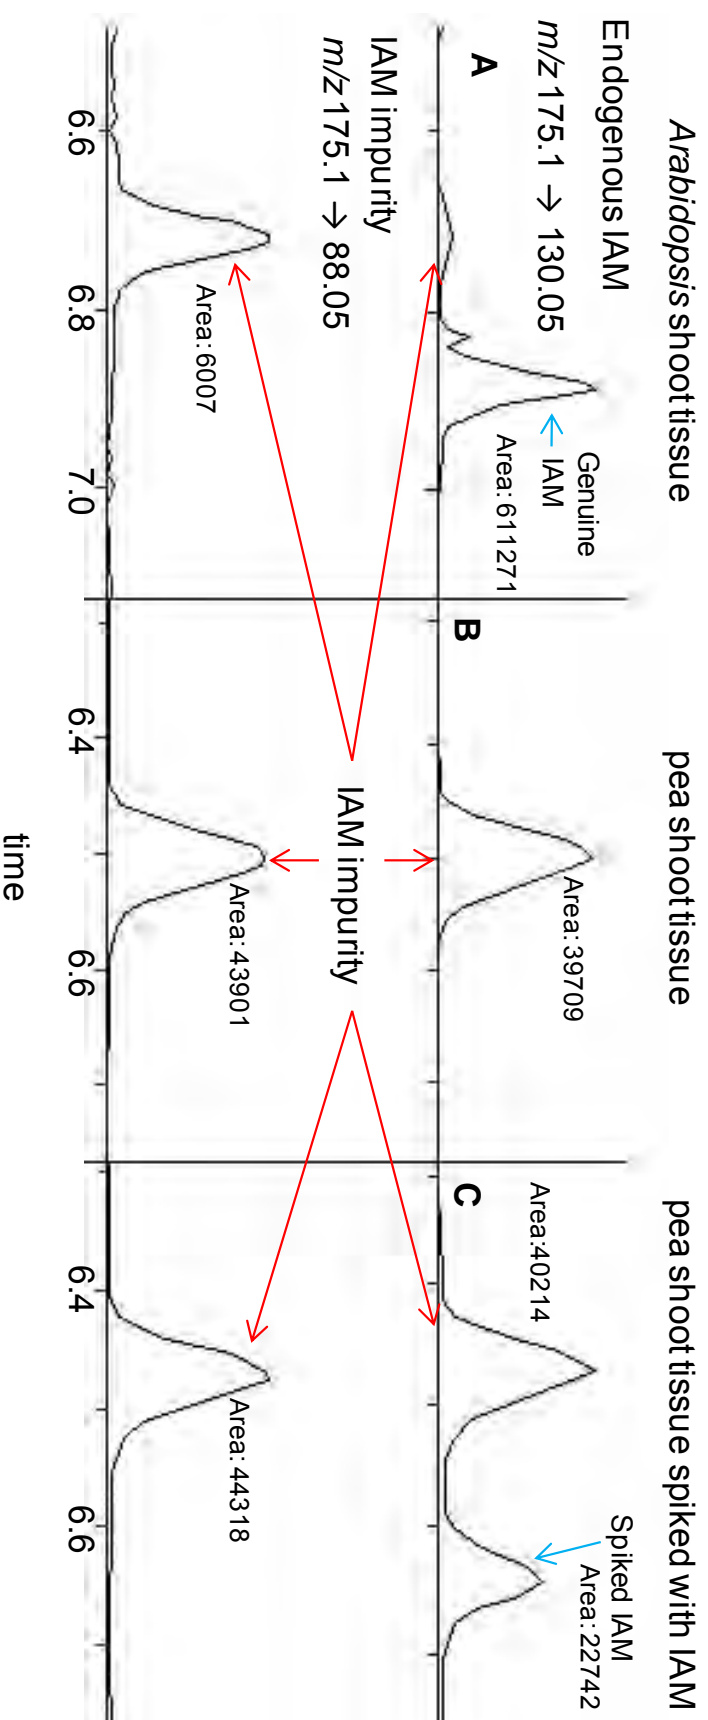 Arabidopsis shoot tissue
Endogenous IAM
m/z 175.1 → 130.05
A
Genuine
IAM
Area: 611271
IAM impurity
m/z 175.1 → 88.05
Area: 6007
6.6
6.8
7.0
pea shoot tissue
B
Area: 39709
IAM impurity
Area: 43901
6.4
6.6
pea shoot tissue spiked with IAM
C
Area:40214
Spiked IAM
Area: 22742
Area: 44318
6.4
6.6
time